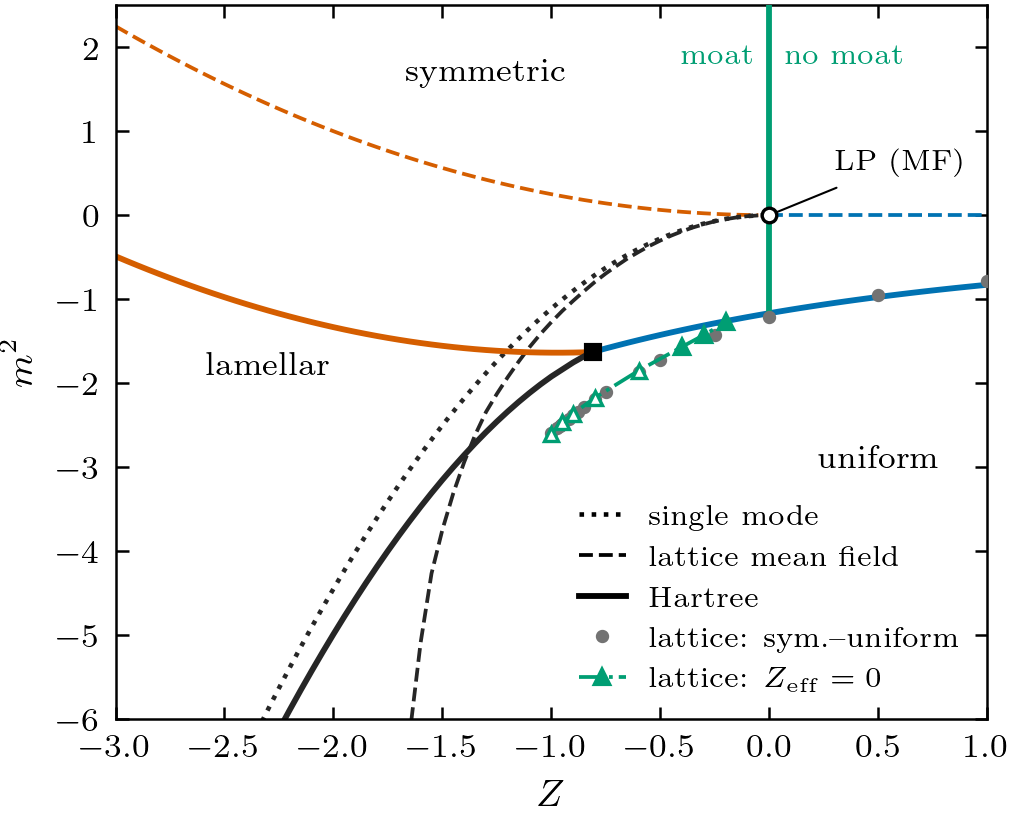 2
1
0
−1
−2
−3
−4
−5
−6
m²
symmetric
moat
no moat
LP (MF)
lamellar
uniform
single mode
lattice mean field
Hartree
lattice: sym.–uniform
lattice: Z_eff = 0
−3.0 −2.5 −2.0 −1.5 −1.0 −0.5 0.0 0.5 1.0
Z